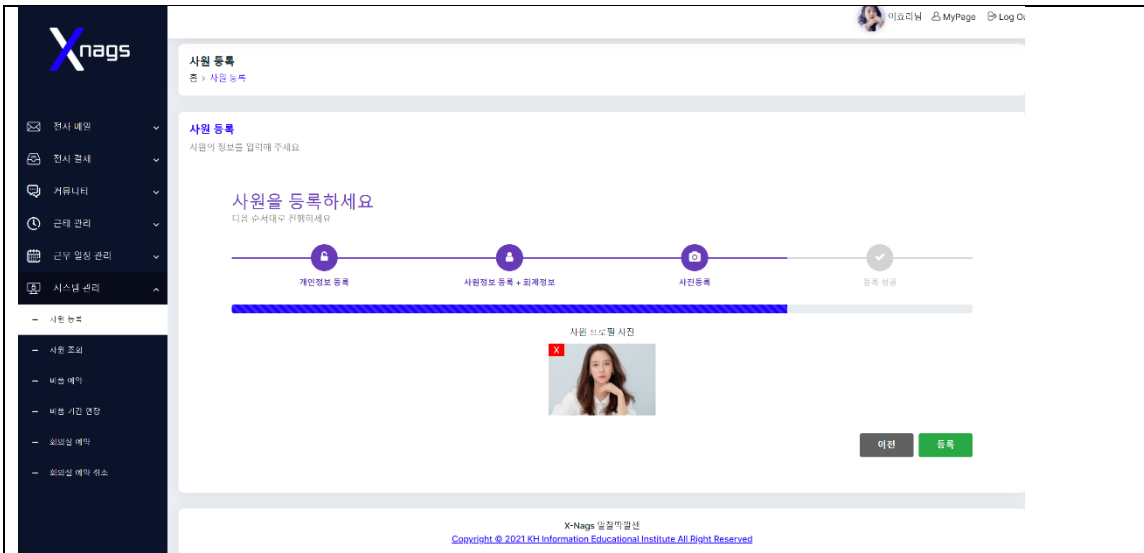 Xnags
이효리님 MyPage Log Ou
사원 등록
홈 > 사원 등록
전사 메일
전사 결재
커뮤니티
근태 관리
근무 일정 관리
시스템 관리
사원 등록
사원 조회
비품 예약
비품 기간 연장
회의실 예약
회의실 예약 취소
사원 등록
사원의 정보를 입력해 주세요
사원을 등록하세요
다음 순서대로 진행하세요
개인정보 등록
사원정보 등록 + 회계정보
사진등록
등록 성공
사원 프로필 사진
X
이전
등록
X-Nags
Copyright © 2021 KH Information Educational Institute All Right Reserved